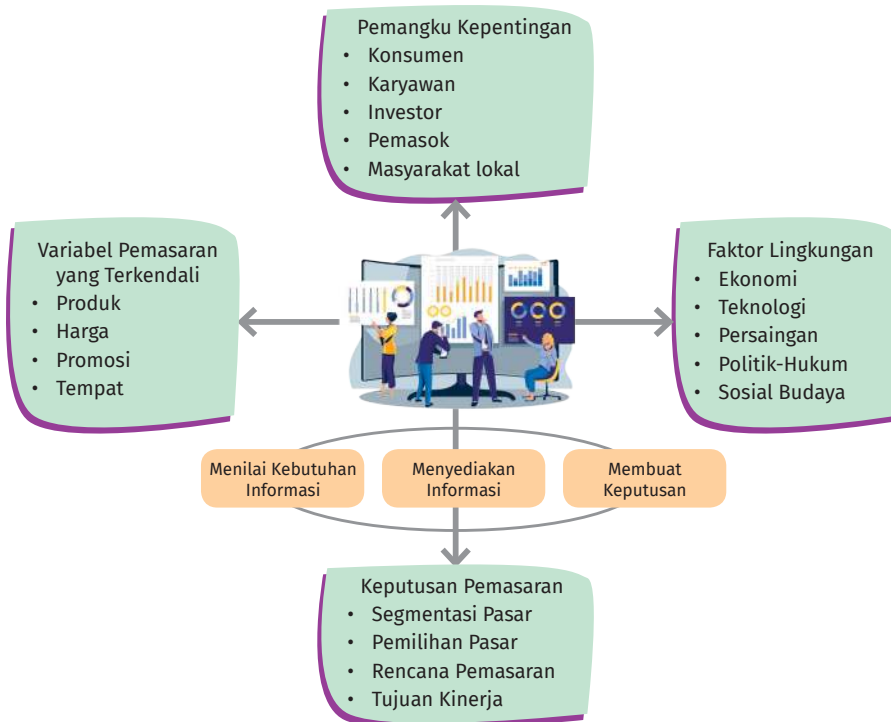 Pemangku Kepentingan
• Konsumen
• Karyawan
• Investor
• Pemasok
• Masyarakat lokal
Variabel Pemasaran
yang Terkendali
• Produk
• Harga
• Promosi
• Tempat
Faktor Lingkungan
• Ekonomi
• Teknologi
• Persaingan
• Politik-Hukum
• Sosial Budaya
Menilai Kebutuhan
Informasi
Menyediakan
Informasi
Membuat
Keputusan
Keputusan Pemasaran
• Segmentasi Pasar
• Pemilihan Pasar
• Rencana Pemasaran
• Tujuan Kinerja